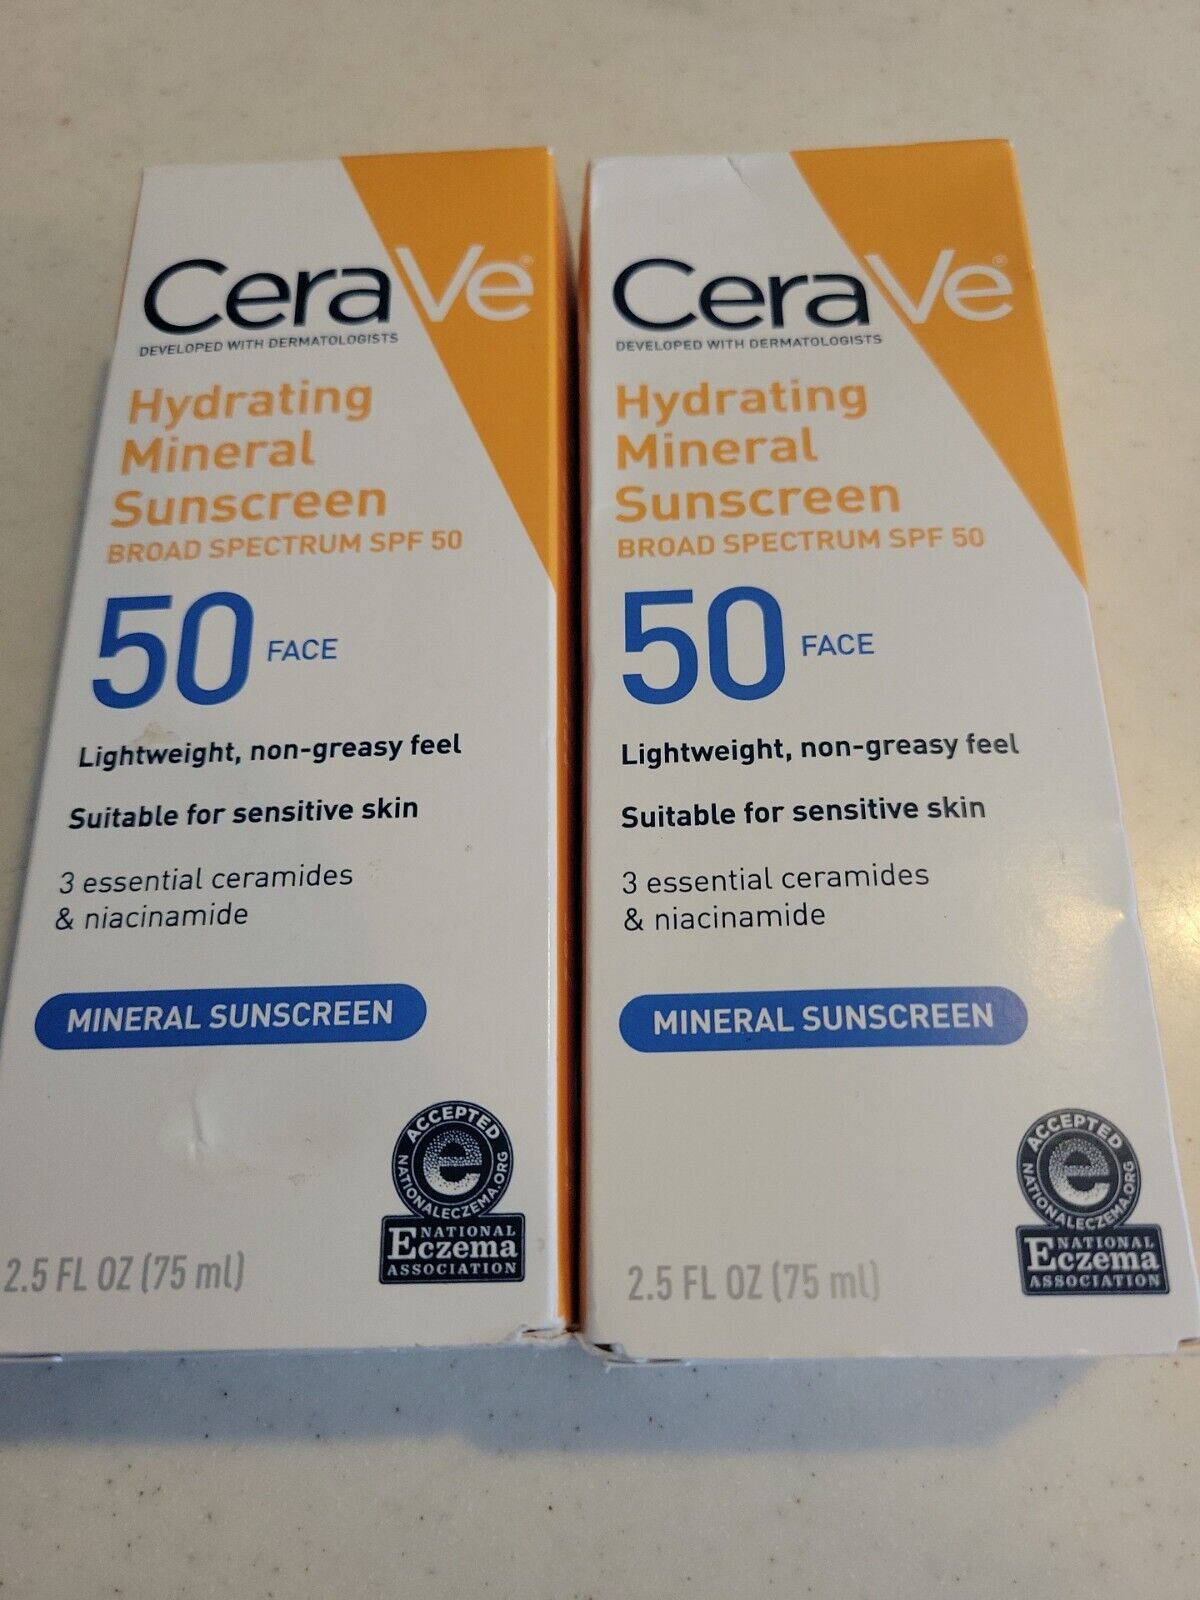 CeraVe®
DEVELOPED WITH DERMATOLOGISTS
Hydrating
Mineral
Sunscreen
BROAD SPECTRUM SPF 50
50 FACE
Lightweight, non-greasy feel
Suitable for sensitive skin
3 essential ceramides
& niacinamide
MINERAL SUNSCREEN
ACCEPTED
e
NATIONALECZEMA.ORG
NATIONAL
Eczema
ASSOCIATION
2.5 FL OZ (75 ml)
CeraVe®
DEVELOPED WITH DERMATOLOGISTS
Hydrating
Mineral
Sunscreen
BROAD SPECTRUM SPF 50
50 FACE
Lightweight, non-greasy feel
Suitable for sensitive skin
3 essential ceramides
& niacinamide
MINERAL SUNSCREEN
ACCEPTED
e
NATIONALECZEMA.ORG
NATIONAL
Eczema
ASSOCIATION
2.5 FL OZ (75 ml)